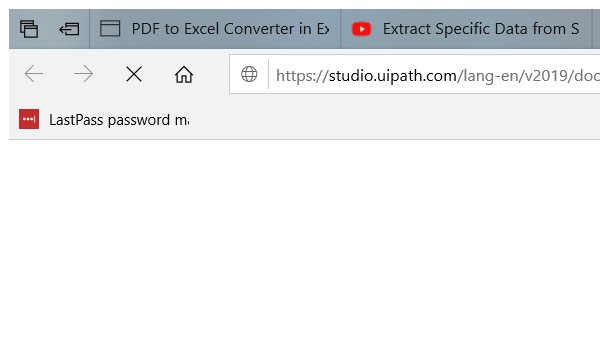 PDF to Excel Converter in Ex
Extract Specific Data from S
https://studio.uipath.com/lang-en/v2019/doc
LastPass password ma